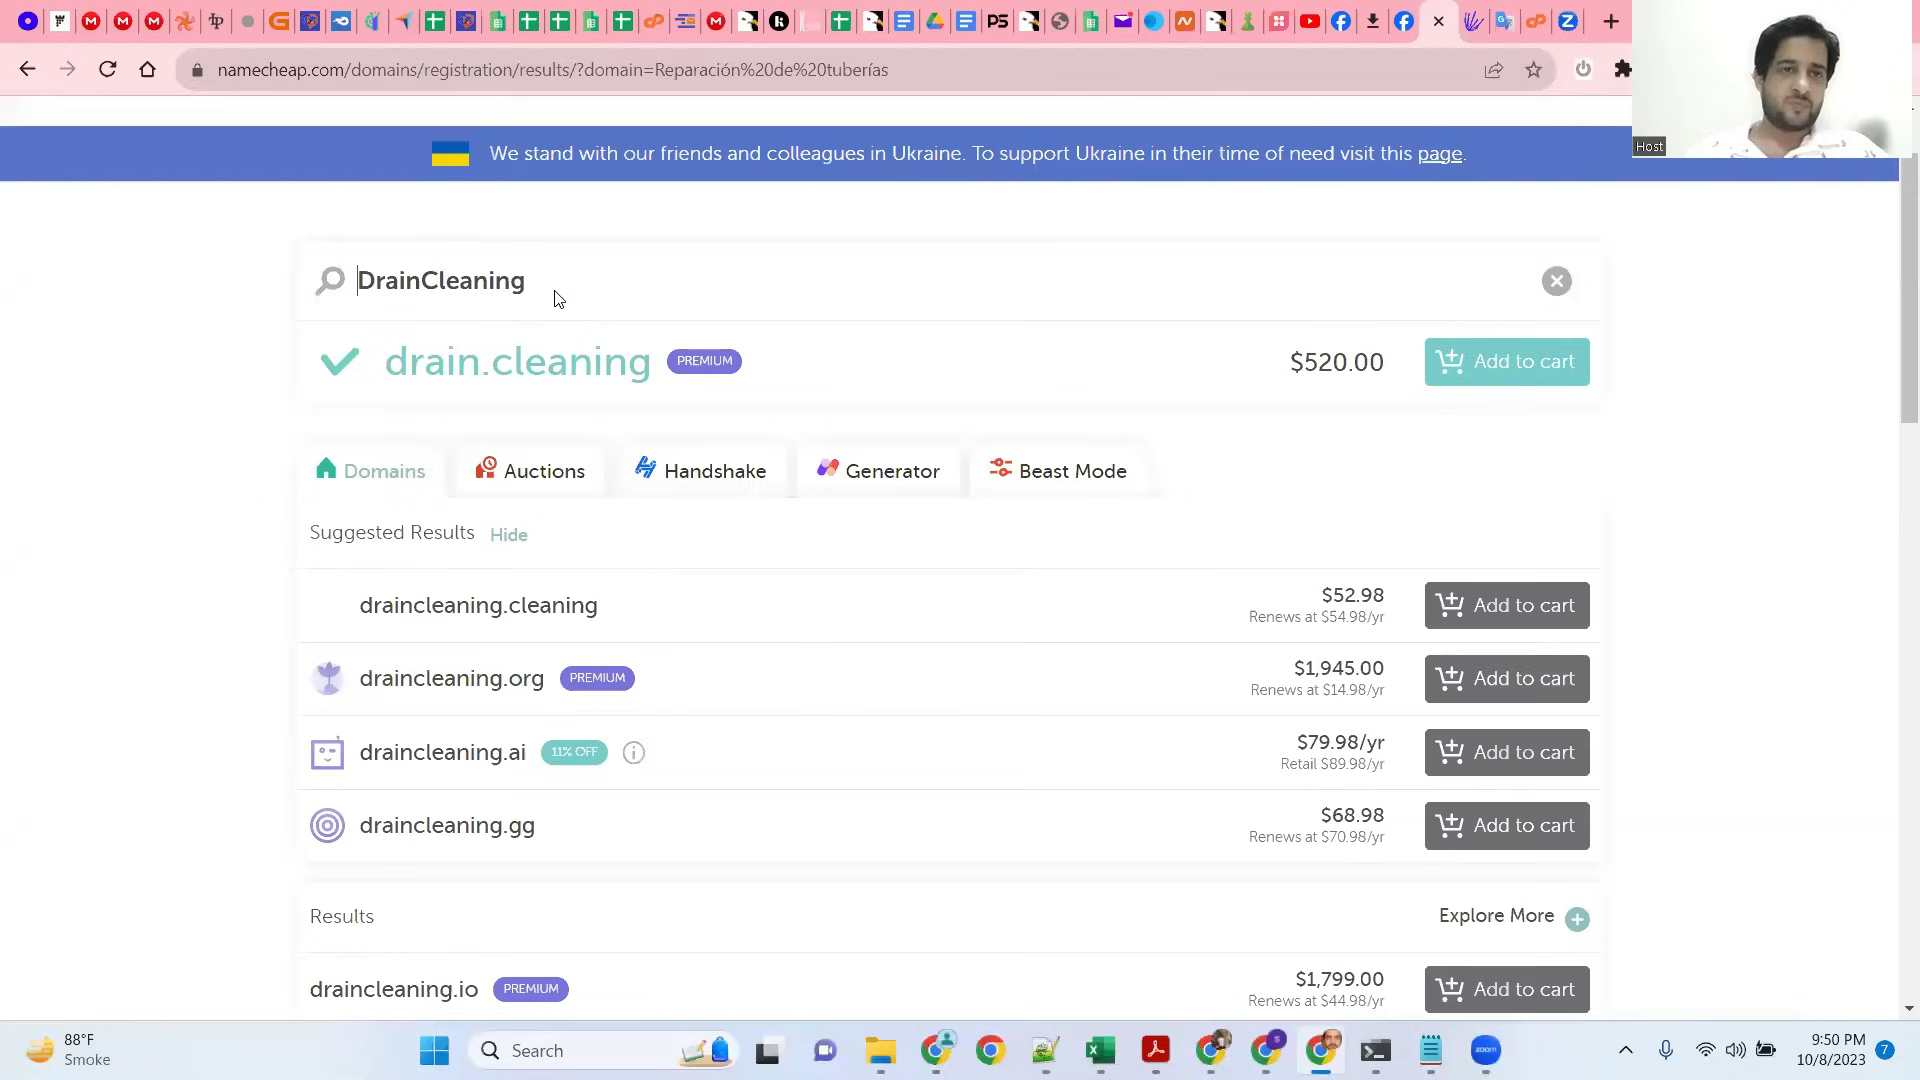 namecheap.com/domains/registration/results/?domain=Reparación%20de%20tuberías
Host
We stand with our friends and colleagues in Ukraine. To support Ukraine in their time of need visit this page.
DrainCleaning
drain.cleaning PREMIUM $520.00 Add to cart
Domains Auctions Handshake Generator Beast Mode
Suggested Results Hide
draincleaning.cleaning $52.98 Add to cart
Renews at $54.98/yr
draincleaning.org PREMIUM $1,945.00 Add to cart
Renews at $14.98/yr
draincleaning.ai 11% OFF $79.98/yr Add to cart
Retail $89.98/yr
draincleaning.gg $68.98 Add to cart
Renews at $70.98/yr
Results Explore More
draincleaning.io PREMIUM $1,799.00 Add to cart
Renews at $44.98/yr
88°F
Smoke
Search
zoom
9:50 PM
10/8/2023
7